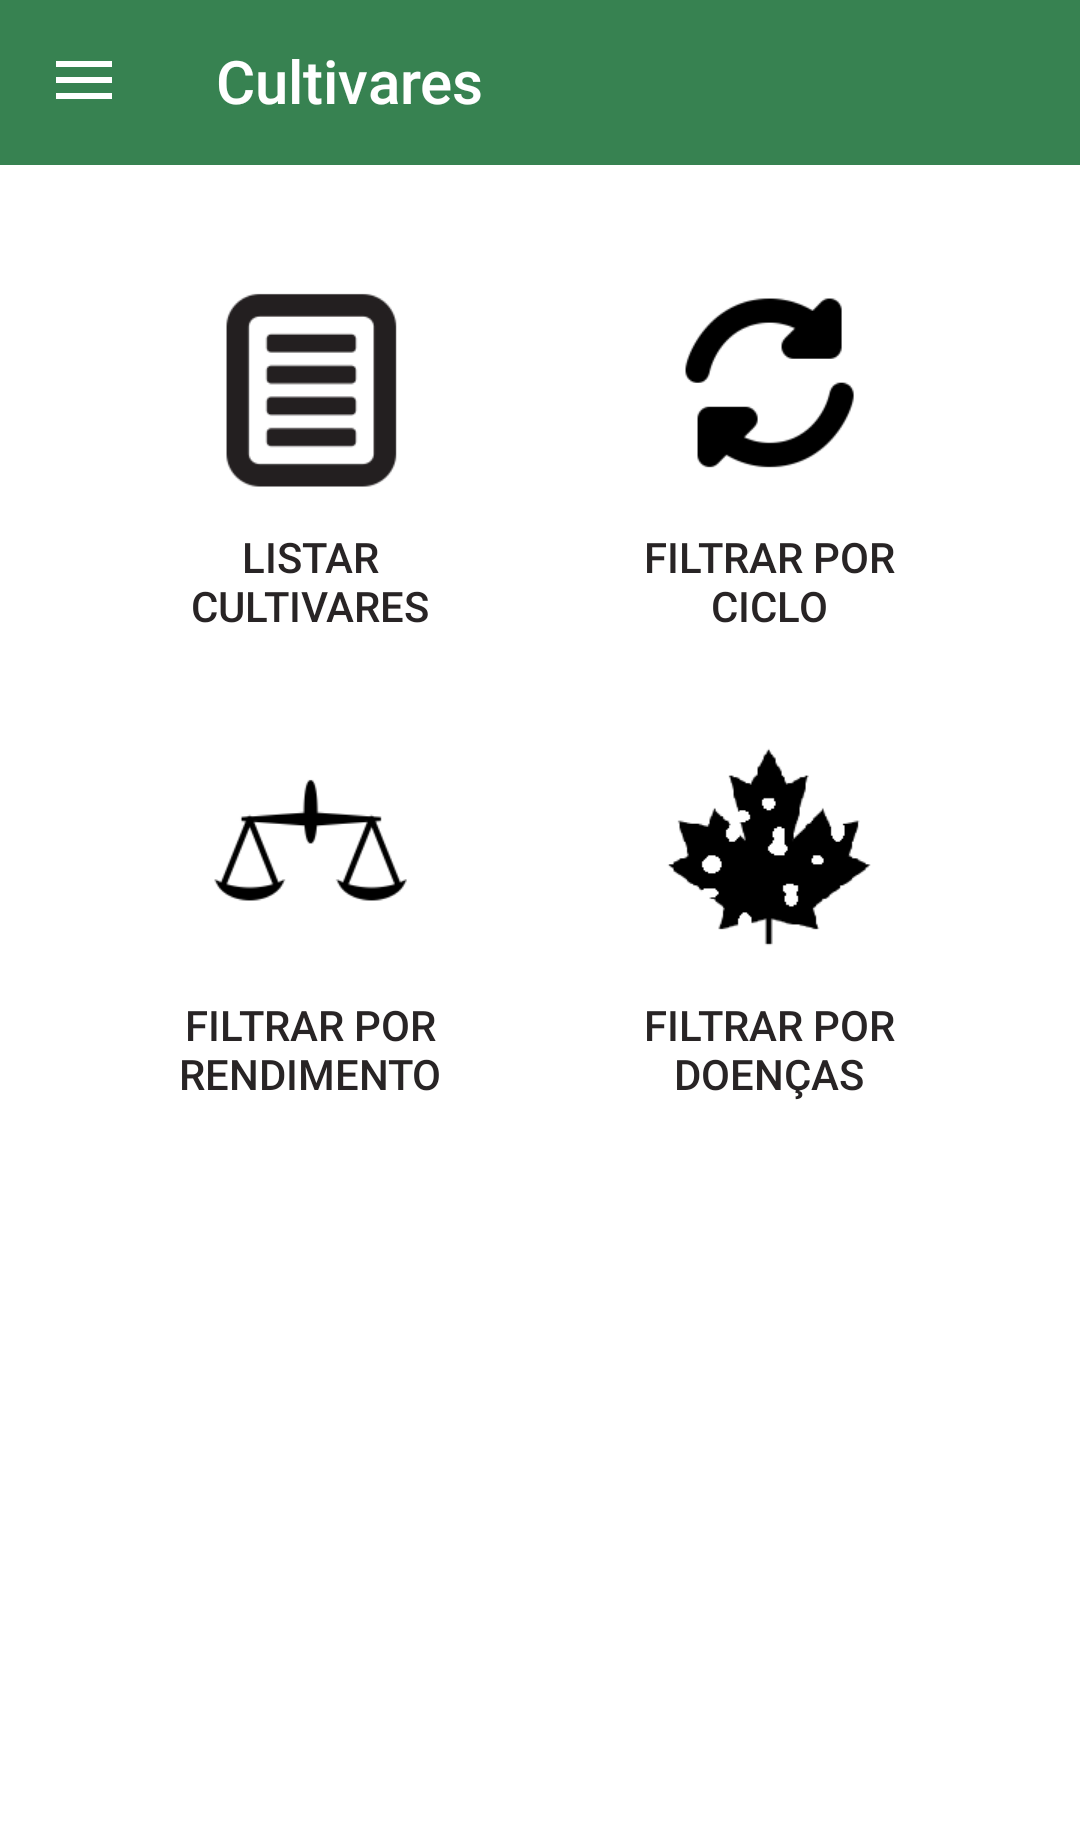 Cultivares
LISTAR
CULTIVARES
FILTRAR POR
CICLO
FILTRAR POR
RENDIMENTO
FILTRAR POR
DOENÇAS